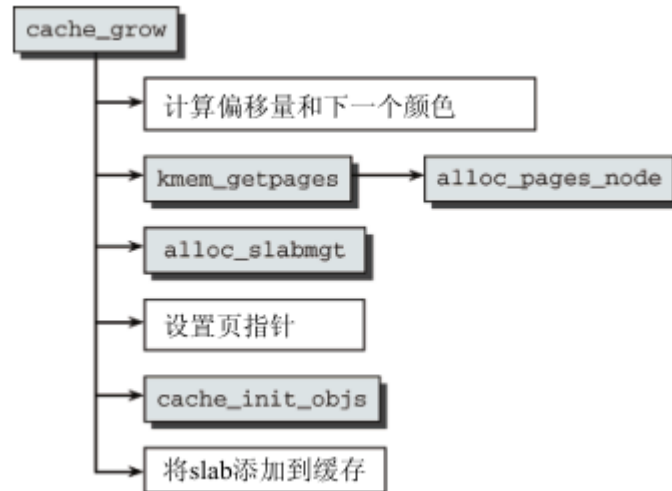 cache_grow
计算偏移量和下一个颜色
kmem_getpages
alloc_pages_node
alloc_slabmgt
设置页指针
cache_init_objs
将slab添加到缓存